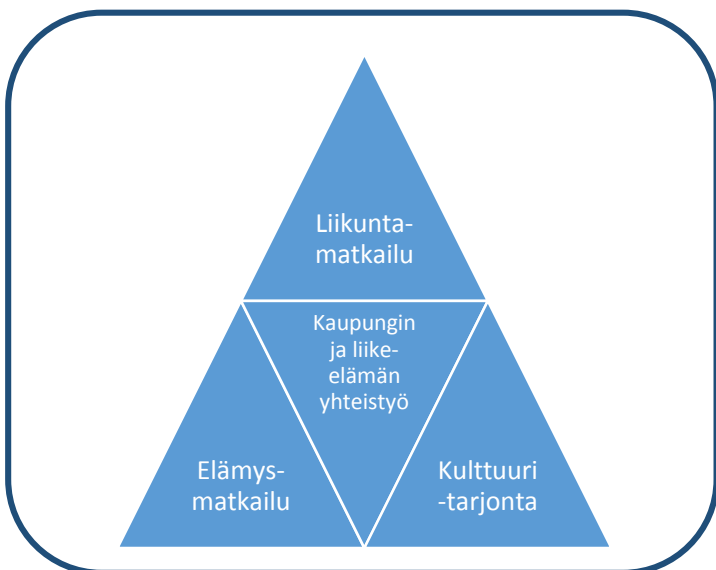 Liikunta-
matkailu
Kaupungin
ja liike-
elämän
yhteistyö
Elämys-
matkailu
Kulttuuri
-tarjonta